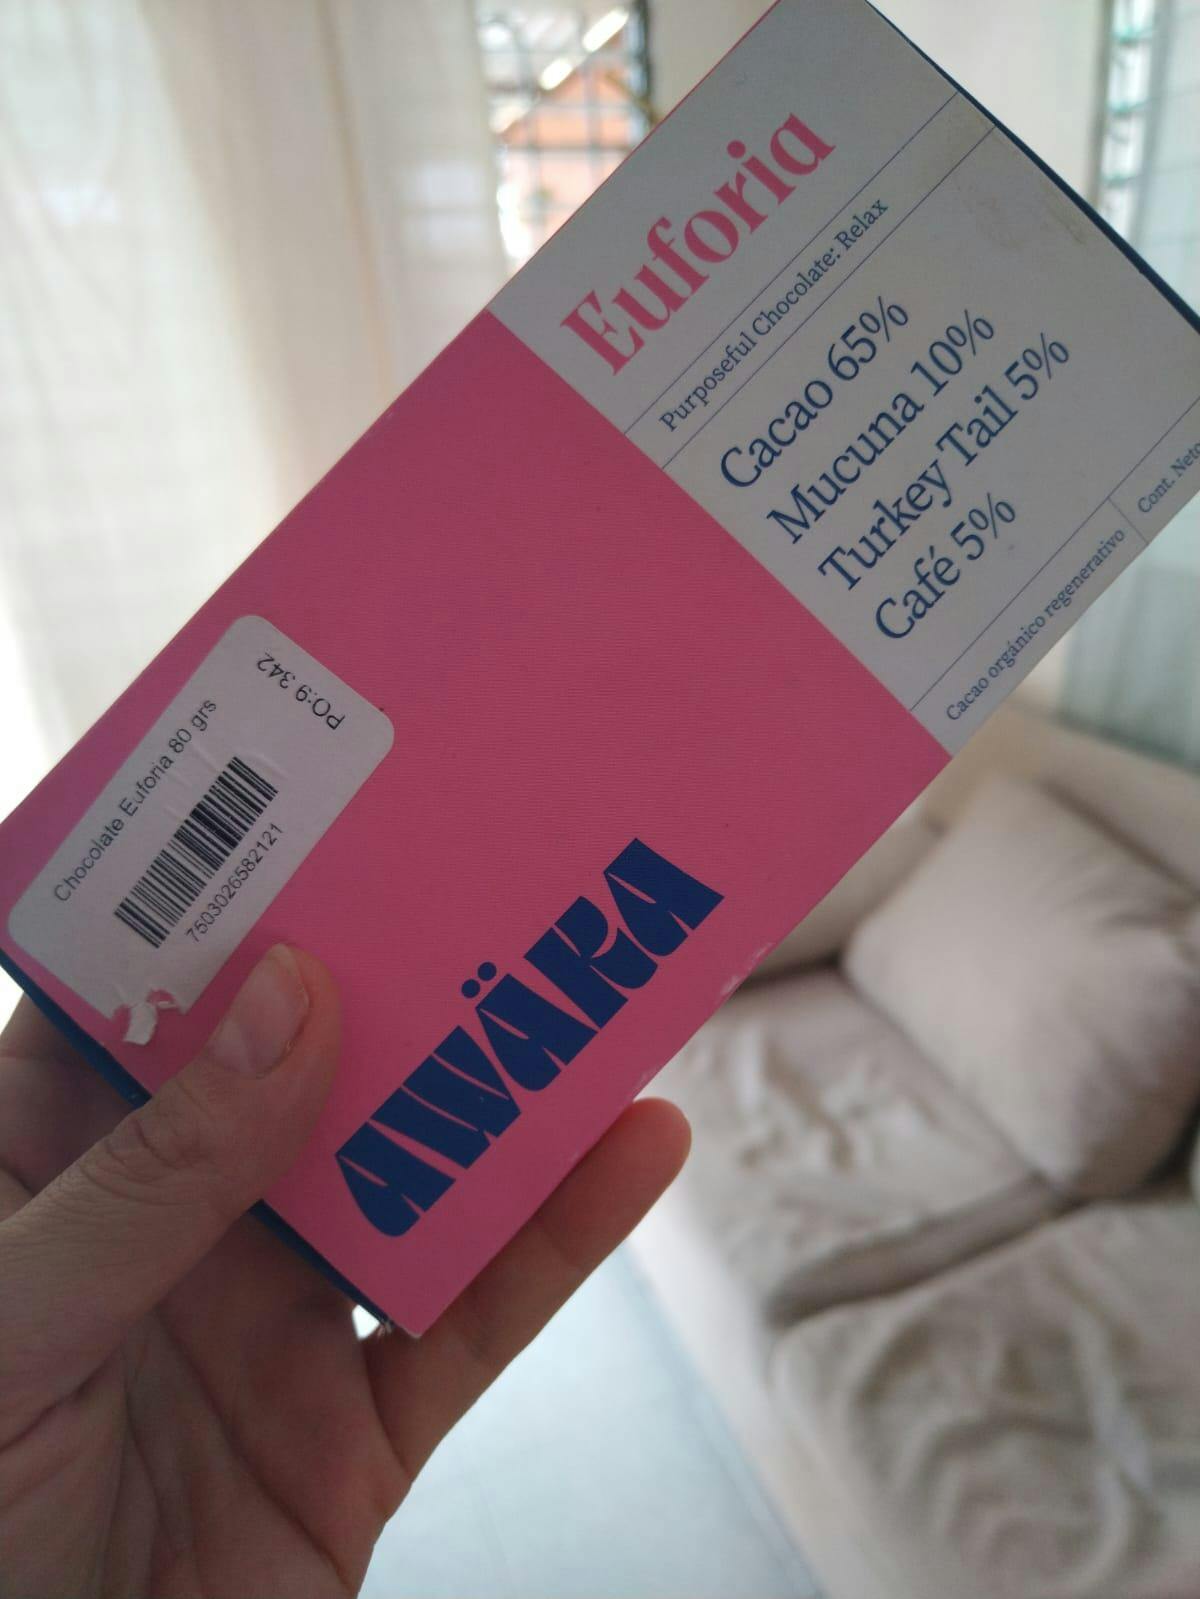 Euforia
Purposeful Chocolate: Relax
Cacao 65%
Mucuna 10%
Turkey Tail 5%
Café 5%
Cacao orgánico regenerativo
Cont. Neto
AWÄRA
Chocolate Euforia 80 grs
7503026582121
PO:9 342